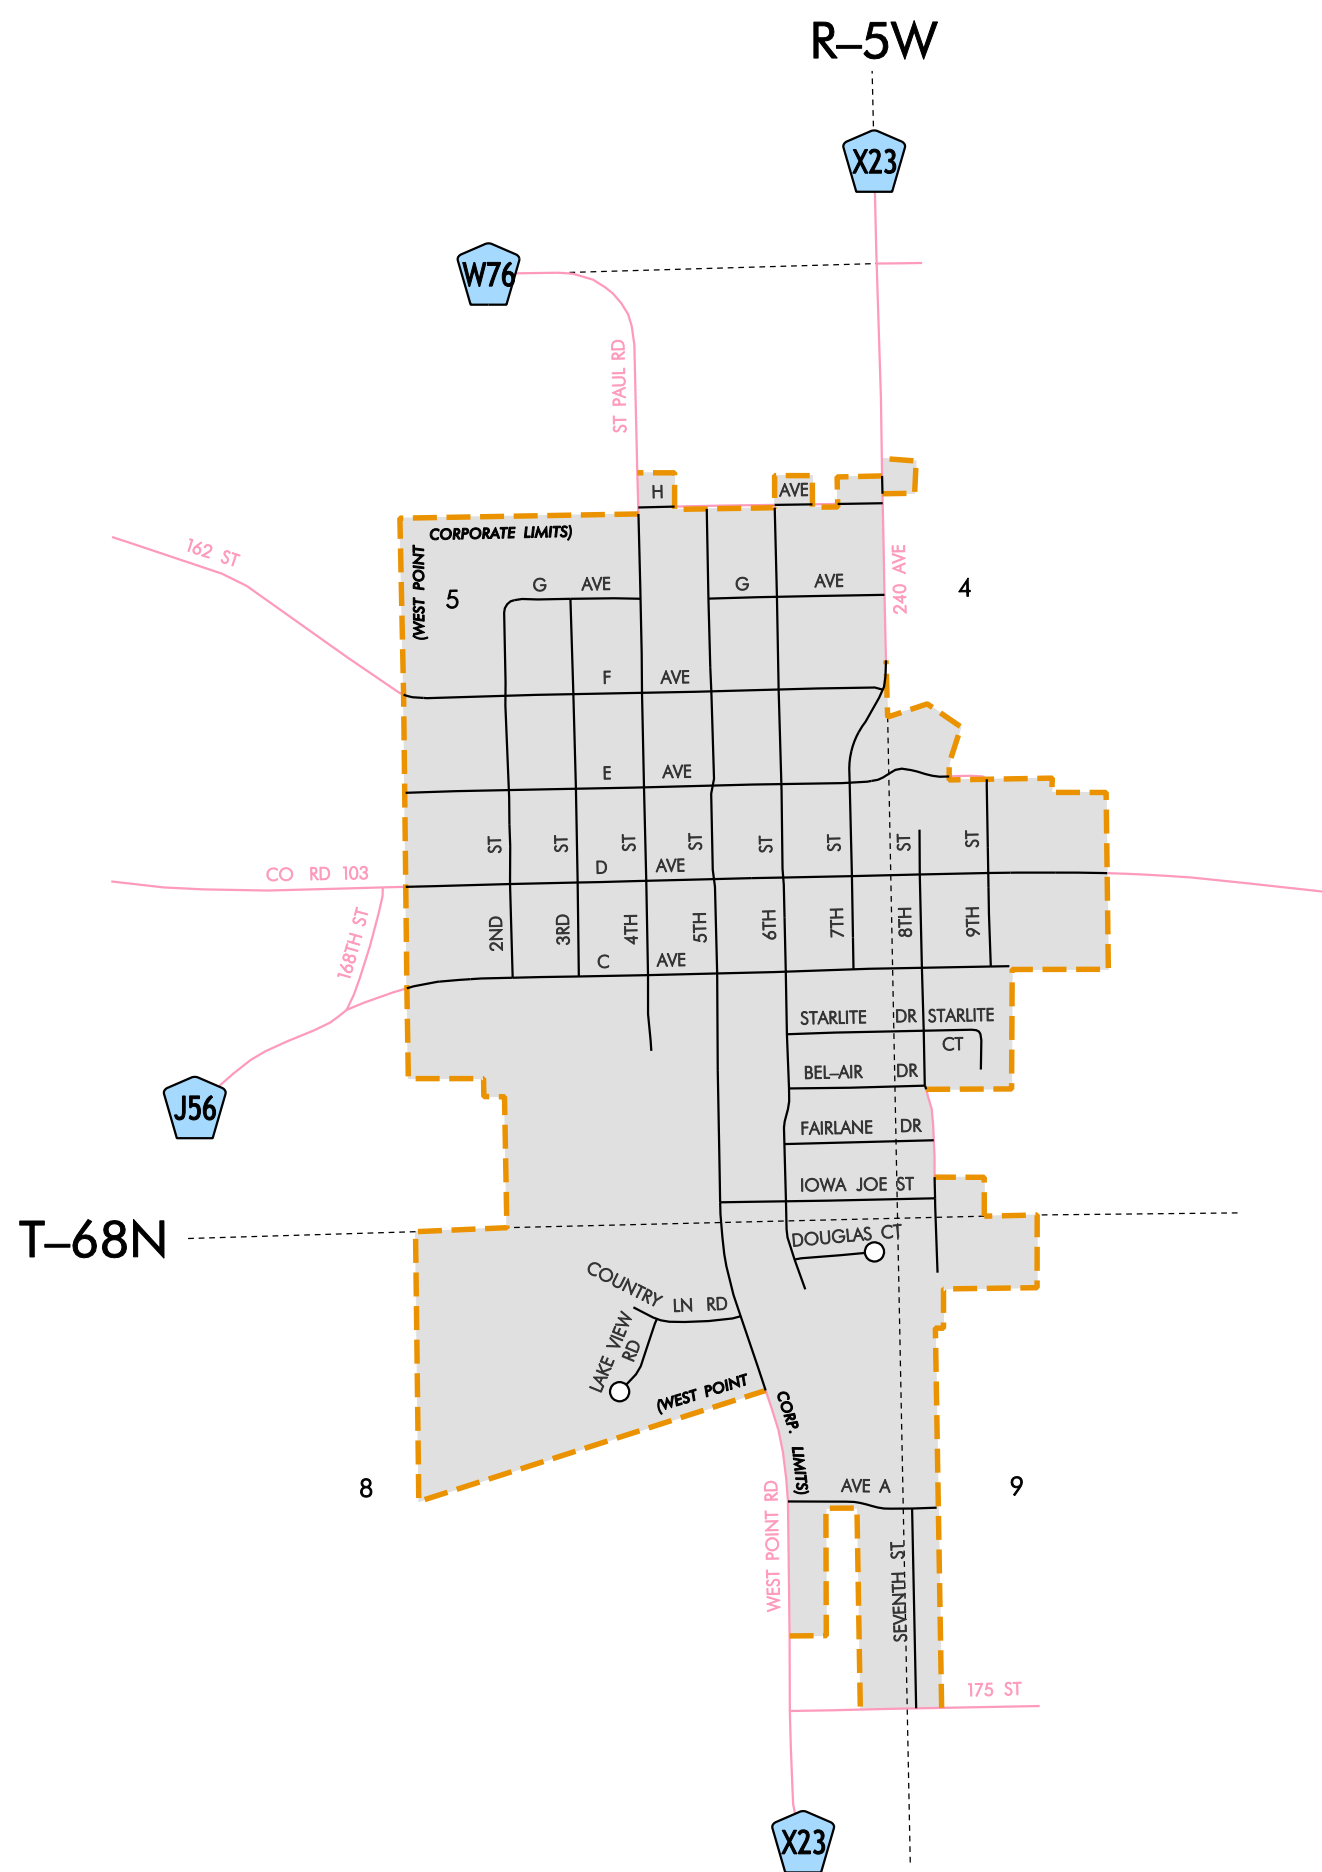 R–5W
X23
W76
ST PAUL RD
H AVE
CORPORATE LIMITS)
(WEST POINT
162 ST
240 AVE
5
4
G AVE G AVE
F AVE
E AVE
ST ST ST ST ST ST ST ST
D AVE
CO RD 103
168TH ST
2ND 3RD 4TH 5TH 6TH 7TH 8TH 9TH
C AVE
STARLITE DR STARLITE
CT
BEL–AIR DR
J56
FAIRLANE DR
IOWA JOE ST
T–68N
DOUGLAS CT
COUNTRY LN RD
LAKE VIEW
RD
(WEST POINT
CORP. LIMITS)
8
9
AVE A
WEST POINT RD
SEVENTH ST
175 ST
X23